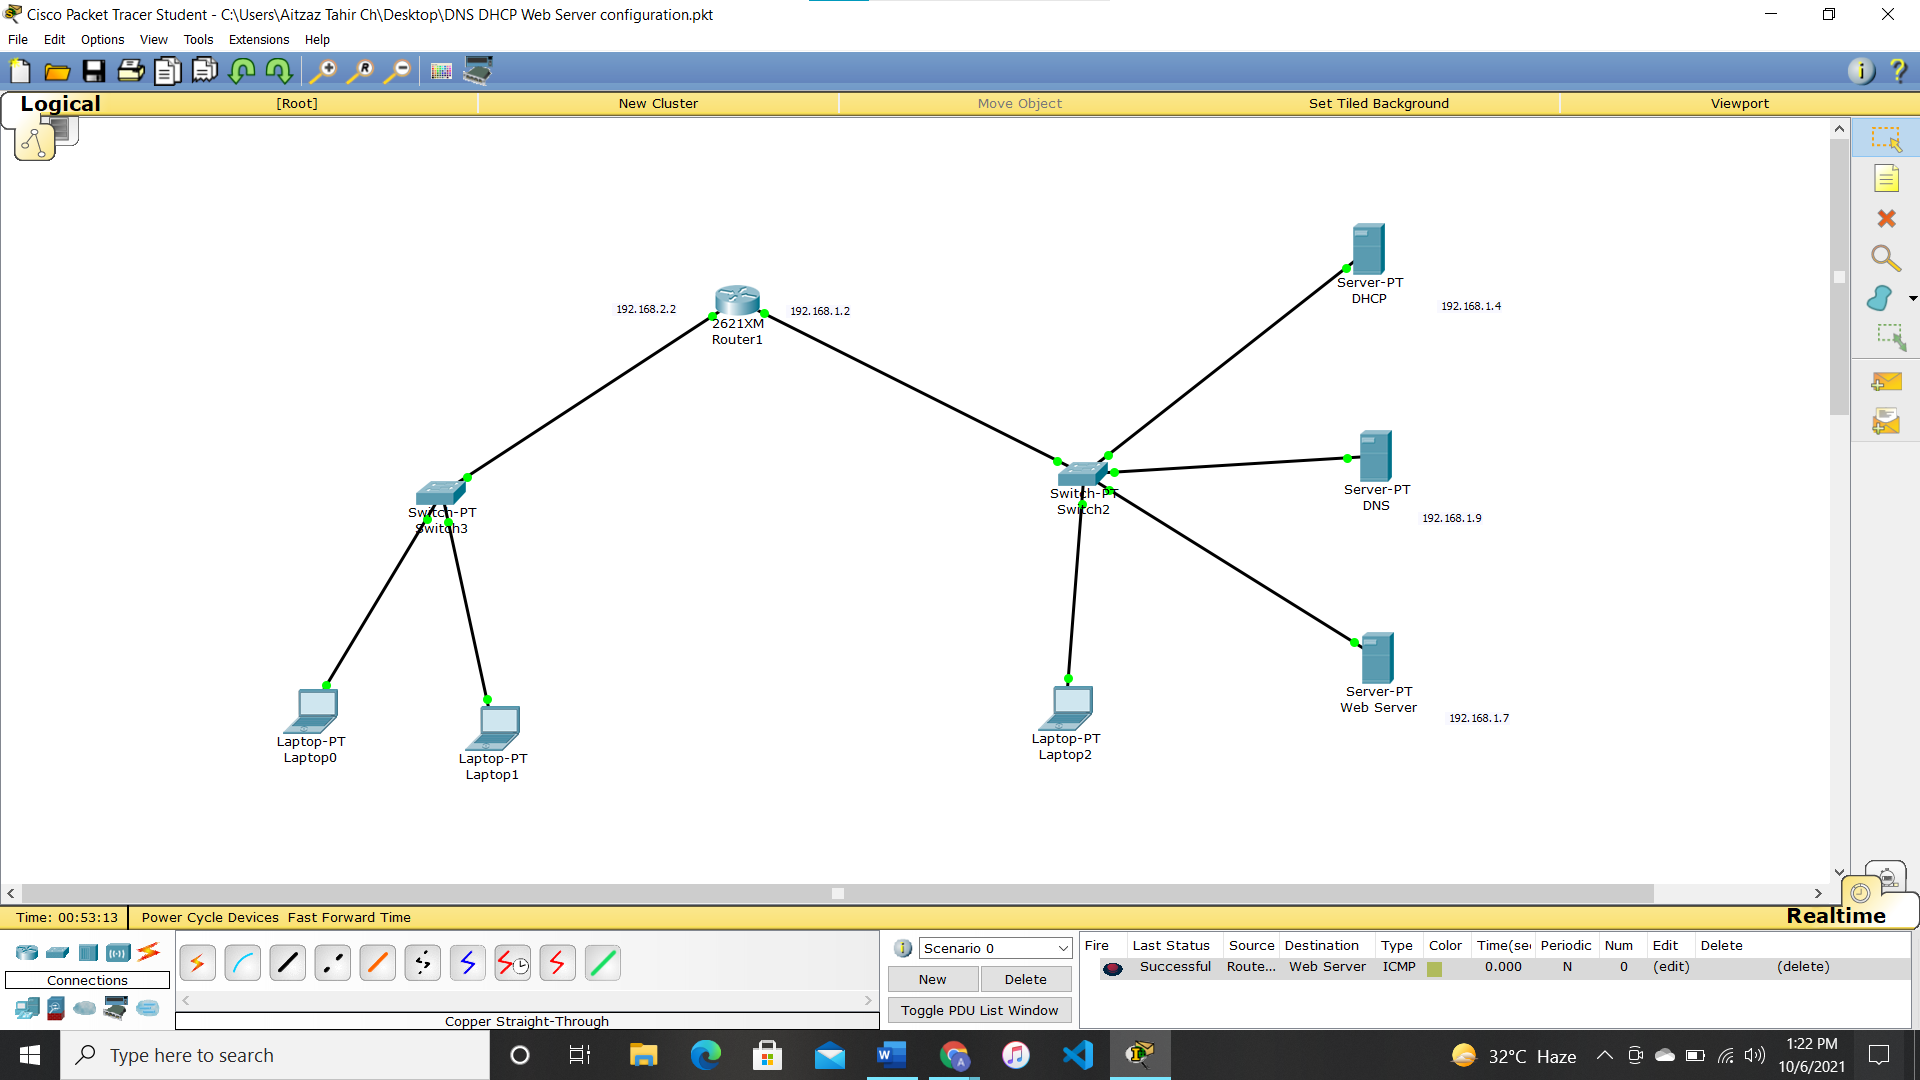 Cisco Packet Tracer Student - C:\Users\Aitzaz Tahir Ch\Desktop\DNS DHCP Web Server configuration.pkt
File Edit Options View Tools Extensions Help
Logical [Root] New Cluster Move Object Set Tiled Background Viewport
Server-PT
DHCP
192.168.1.4
192.168.2.2
192.168.1.2
2621XM
Router1
Switch-PT
Switch3
Switch-PT
Switch2
Server-PT
DNS
192.168.1.9
Server-PT
Web Server
192.168.1.7
Laptop-PT
Laptop0
Laptop-PT
Laptop1
Laptop-PT
Laptop2
Time: 00:53:13 Power Cycle Devices Fast Forward Time Realtime
Connections
Copper Straight-Through
Scenario 0
New Delete
Toggle PDU List Window
Fire Last Status Source Destination Type Color Time(sec Periodic Num Edit Delete
Successful Route... Web Server ICMP 0.000 N 0 (edit) (delete)
Type here to search
32°C Haze
1:22 PM
10/6/2021